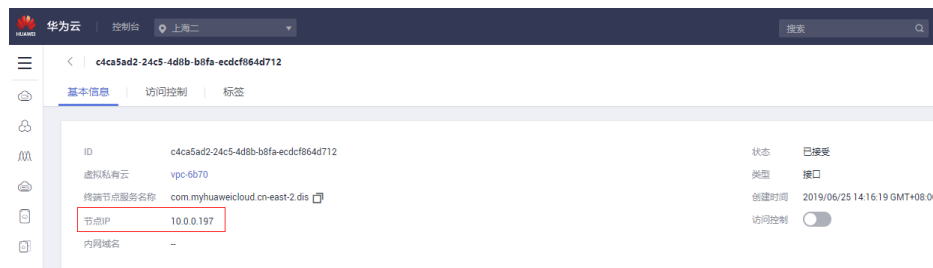 HUAWEI 华为云 控制台 上海二 搜索
c4ca5ad2-24c5-4d8b-b8fa-ecdcf864d712
基本信息 访问控制 标签
ID c4ca5ad2-24c5-4d8b-b8fa-ecdcf864d712 状态 已接受
虚拟私有云 vpc-6b70 类型 接口
终端节点服务名称 com.myhuaweicloud.cn-east-2.dis 创建时间 2019/06/25 14:16:19 GMT+08:00
节点IP 10.0.0.197 访问控制
内网域名 --